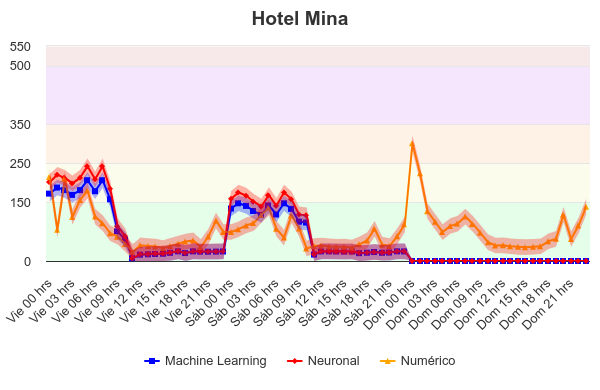 Hotel Mina
550
500
350
250
150
0
Vie 00 hrs
Vie 03 hrs
Vie 06 hrs
Vie 09 hrs
Vie 12 hrs
Vie 15 hrs
Vie 18 hrs
Vie 21 hrs
Sáb 00 hrs
Sáb 03 hrs
Sáb 06 hrs
Sáb 09 hrs
Sáb 12 hrs
Sáb 15 hrs
Sáb 18 hrs
Sáb 21 hrs
Dom 00 hrs
Dom 03 hrs
Dom 06 hrs
Dom 09 hrs
Dom 12 hrs
Dom 15 hrs
Dom 18 hrs
Dom 21 hrs
Machine Learning Neuronal Numérico